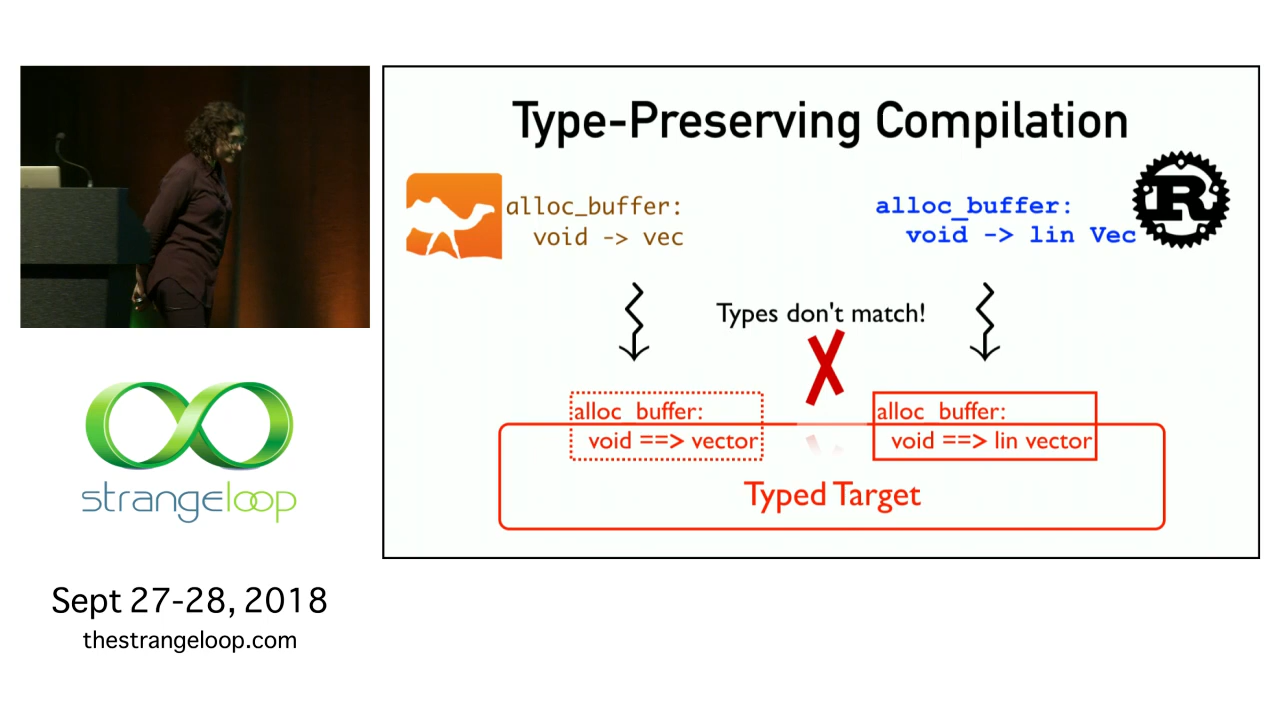 Type-Preserving Compilation
alloc_buffer:
void -> vec
alloc_buffer:
void -> lin Vec
R
Types don't match!
alloc_buffer:
void ==> vector
alloc_buffer:
void ==> lin vector
Typed Target
strangeloop
Sept 27-28, 2018
thestrangeloop.com